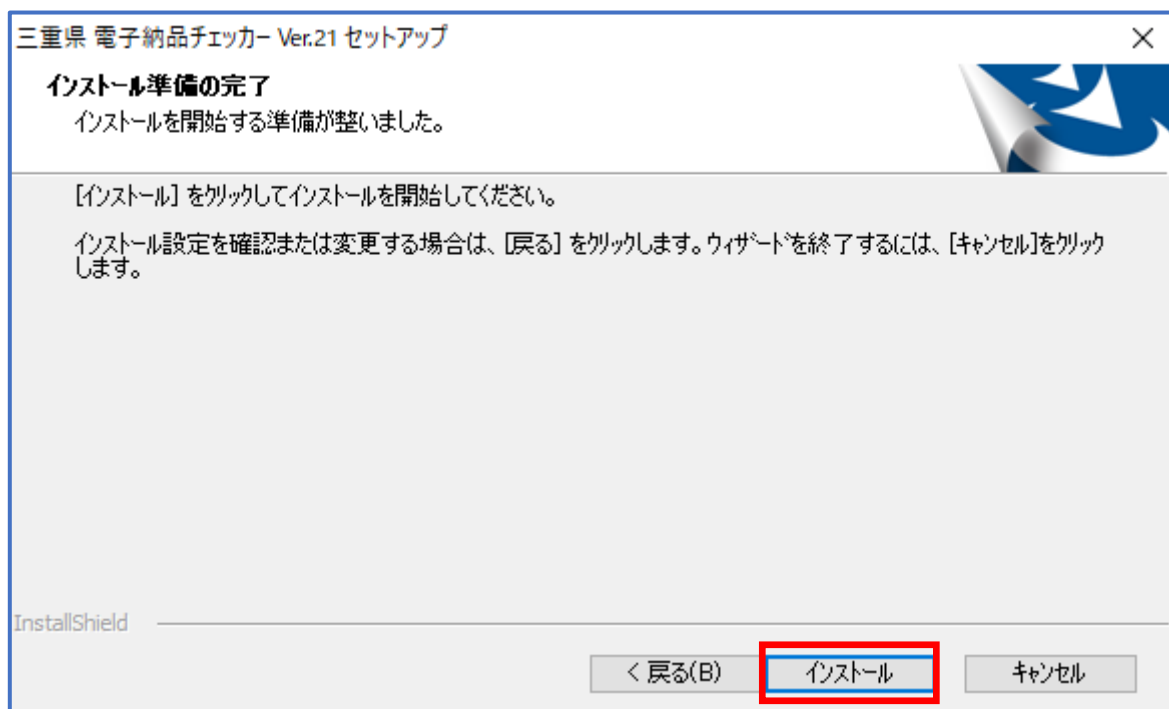 三重県 電子納品チェッカー Ver.21 セットアップ
インストール準備の完了
インストールを開始する準備が整いました。
[インストール] をクリックしてインストールを開始してください。
インストール設定を確認または変更する場合は、[戻る] をクリックします。ウィザードを終了するには、[キャンセル]をクリック
します。
InstallShield
< 戻る(B)
インストール
キャンセル